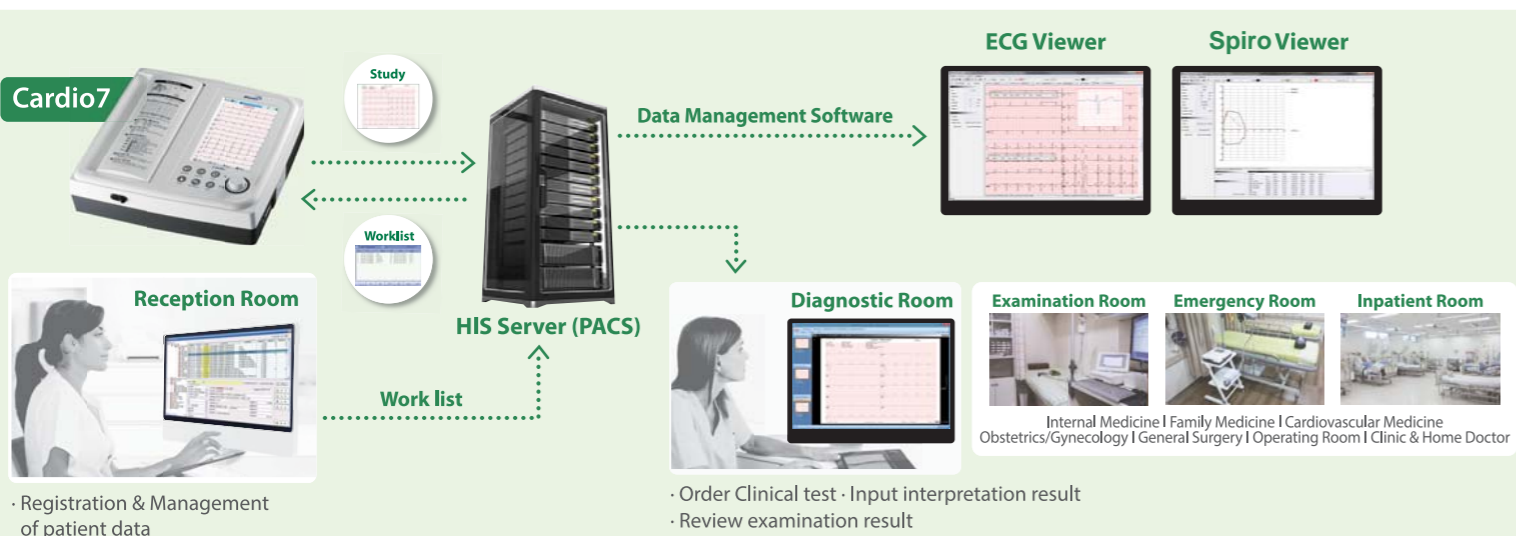 Cardio7
Study
Worklist
HIS Server (PACS)
Data Management Software
ECG Viewer
Spiro Viewer
Reception Room
Work list
· Registration & Management
of patient data
Diagnostic Room
· Order Clinical test · Input interpretation result
· Review examination result
Examination Room
Emergency Room
Inpatient Room
Internal Medicine I Family Medicine I Cardiovascular Medicine
Obstetrics/Gynecology I General Surgery I Operating Room I Clinic & Home Doctor